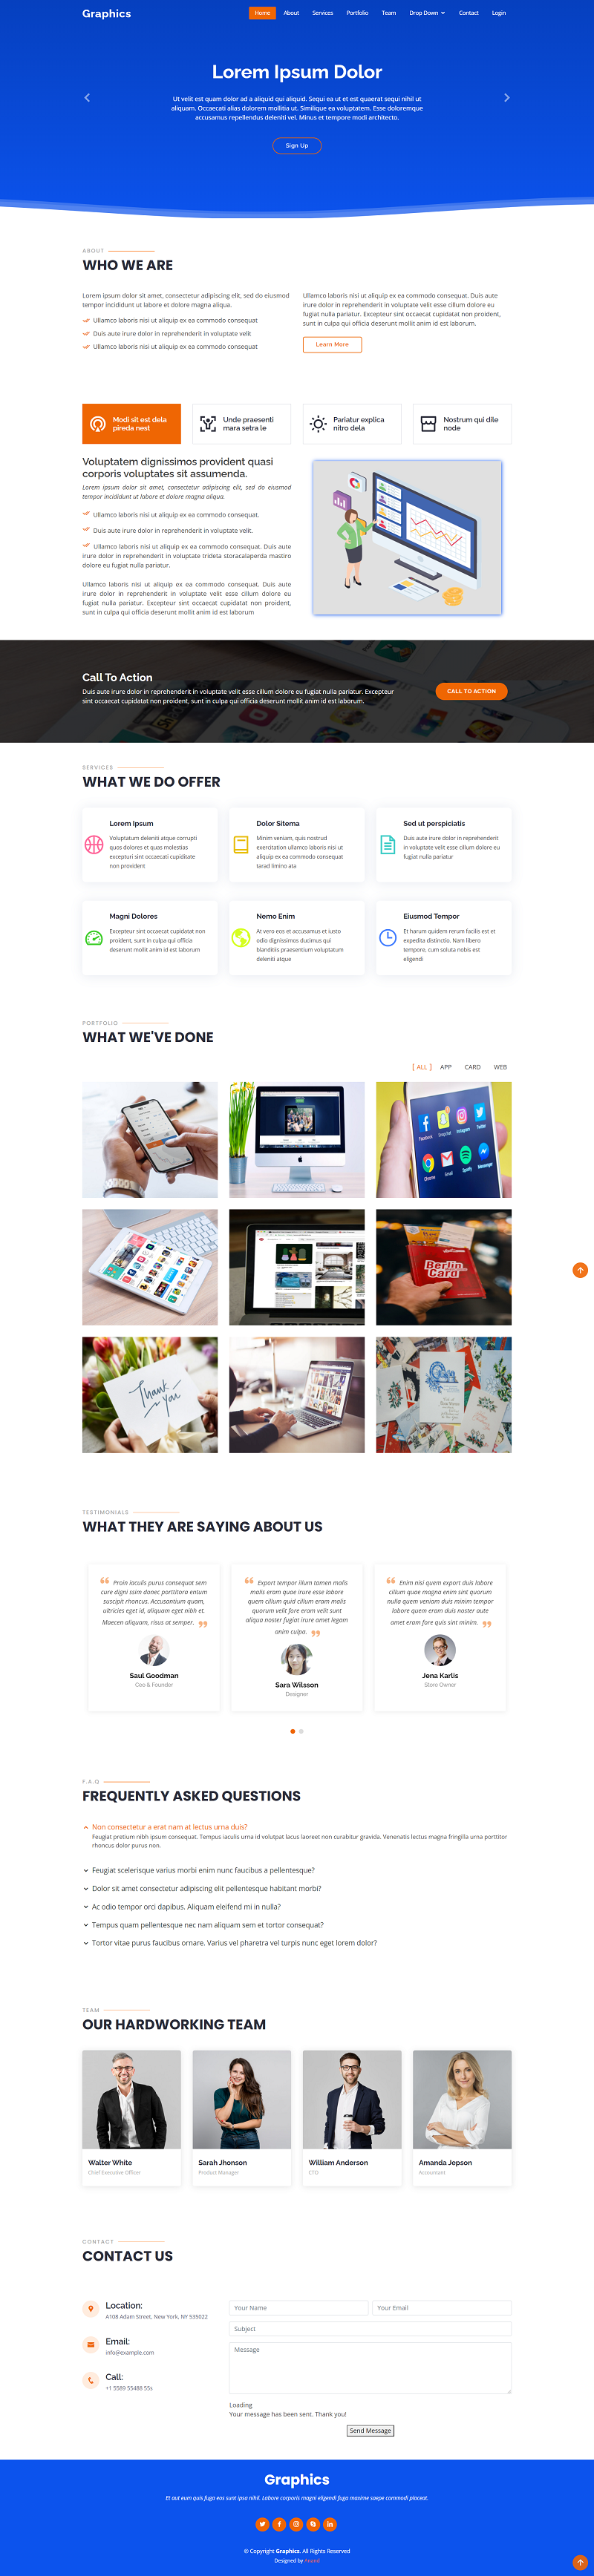 Graphics
Home About Services Portfolio Team Drop Down Contact Login
Lorem Ipsum Dolor
Ut velit est quam dolor ad a aliquid qui aliquid. Sequi ea ut et est quaerat sequi nihil ut
aliquam. Occaecati alias dolorem mollitia ut. Similique ea voluptatem. Esse doloremque
accusamus repellendus deleniti vel. Minus et tempore modi architecto.
Sign Up
ABOUT
WHO WE ARE
Lorem ipsum dolor sit amet, consectetur adipiscing elit, sed do eiusmod
tempor incididunt ut labore et dolore magna aliqua.
Ullamco laboris nisi ut aliquip ex ea commodo consequat
Duis aute irure dolor in reprehenderit in voluptate velit
Ullamco laboris nisi ut aliquip ex ea commodo consequat
Ullamco laboris nisi ut aliquip ex ea commodo consequat. Duis aute
irure dolor in reprehenderit in voluptate velit esse cillum dolore eu
fugiat nulla pariatur. Excepteur sint occaecat cupidatat non proident,
sunt in culpa qui officia deserunt mollit anim id est laborum.
Learn More
Modi sit est dela
pireda nest
Unde praesenti
mara setra le
Pariatur explica
nitro dela
Nostrum qui dile
node
Voluptatem dignissimos provident quasi
corporis voluptates sit assumenda.
Lorem ipsum dolor sit amet, consectetur adipiscing elit, sed do eiusmod
tempor incididunt ut labore et dolore magna aliqua.
Ullamco laboris nisi ut aliquip ex ea commodo consequat.
Duis aute irure dolor in reprehenderit in voluptate velit.
Ullamco laboris nisi ut aliquip ex ea commodo consequat. Duis aute
irure dolor in reprehenderit in voluptate trideta storacalaperda mastiro
dolore eu fugiat nulla pariatur.
Ullamco laboris nisi ut aliquip ex ea commodo consequat. Duis aute
irure dolor in reprehenderit in voluptate velit esse cillum dolore eu
fugiat nulla pariatur. Excepteur sint occaecat cupidatat non proident,
sunt in culpa qui officia deserunt mollit anim id est laborum
Call To Action
Duis aute irure dolor in reprehenderit in voluptate velit esse cillum dolore eu fugiat nulla pariatur. Excepteur
sint occaecat cupidatat non proident, sunt in culpa qui officia deserunt mollit anim id est laborum.
CALL TO ACTION
SERVICES
WHAT WE DO OFFER
Lorem Ipsum
Voluptatum deleniti atque corrupti
quos dolores et quas molestias
excepturi sint occaecati cupiditate
non provident
Dolor Sitema
Minim veniam, quis nostrud
exercitation ullamco laboris nisi ut
aliquip ex ea commodo consequat
tarad limino ata
Sed ut perspiciatis
Duis aute irure dolor in reprehenderit
in voluptate velit esse cillum dolore eu
fugiat nulla pariatur
Magni Dolores
Excepteur sint occaecat cupidatat non
proident, sunt in culpa qui officia
deserunt mollit anim id est laborum
Nemo Enim
At vero eos et accusamus et iusto
odio dignissimos ducimus qui
blanditiis praesentium voluptatum
deleniti atque
Eiusmod Tempor
Et harum quidem rerum facilis est et
expedita distinctio. Nam libero
tempore, cum soluta nobis est
eligendi
PORTFOLIO
WHAT WE'VE DONE
[ ALL ] APP CARD WEB
Facebook Instagram Twitter
Chrome Gmail Spotify Messenger
Berlin
Card
Thank
you
TESTIMONIALS
WHAT THEY ARE SAYING ABOUT US
Proin iaculis purus consequat sem
cure digni ssim donec porttitora entum
suscipit rhoncus. Accusantium quam,
ultricies eget id, aliquam eget nibh et.
Maecen aliquam, risus at semper.
Saul Goodman
Ceo & Founder
Export tempor illum tamen malis
malis eram quae irure esse labore
quem cillum quid cillum eram malis
quorum velit fore eram velit sunt
aliqua noster fugiat irure amet legam
anim culpa.
Sara Wilsson
Designer
Enim nisi quem export duis labore
cillum quae magna enim sint quorum
nulla quem veniam duis minim tempor
labore quem eram duis noster aute
amet eram fore quis sint minim.
Jena Karlis
Store Owner
F.A.Q
FREQUENTLY ASKED QUESTIONS
Non consectetur a erat nam at lectus urna duis?
Feugiat pretium nibh ipsum consequat. Tempus iaculis urna id volutpat lacus laoreet non curabitur gravida. Venenatis lectus magna fringilla urna porttitor
rhoncus dolor purus non.
Feugiat scelerisque varius morbi enim nunc faucibus a pellentesque?
Dolor sit amet consectetur adipiscing elit pellentesque habitant morbi?
Ac odio tempor orci dapibus. Aliquam eleifend mi in nulla?
Tempus quam pellentesque nec nam aliquam sem et tortor consequat?
Tortor vitae purus faucibus ornare. Varius vel pharetra vel turpis nunc eget lorem dolor?
TEAM
OUR HARDWORKING TEAM
Walter White
Chief Executive Officer
Sarah Jhonson
Product Manager
William Anderson
CTO
Amanda Jepson
Accountant
CONTACT
CONTACT US
Location:
A108 Adam Street, New York, NY 535022
Email:
info@example.com
Call:
+1 5589 55488 55s
Your Name
Your Email
Subject
Message
Loading
Your message has been sent. Thank you!
Send Message
Graphics
Et aut eum quis fuga eos sunt ipsa nihil. Labore corporis magni eligendi fuga maxime saepe commodi placeat.
© Copyright Graphics. All Rights Reserved
Designed by